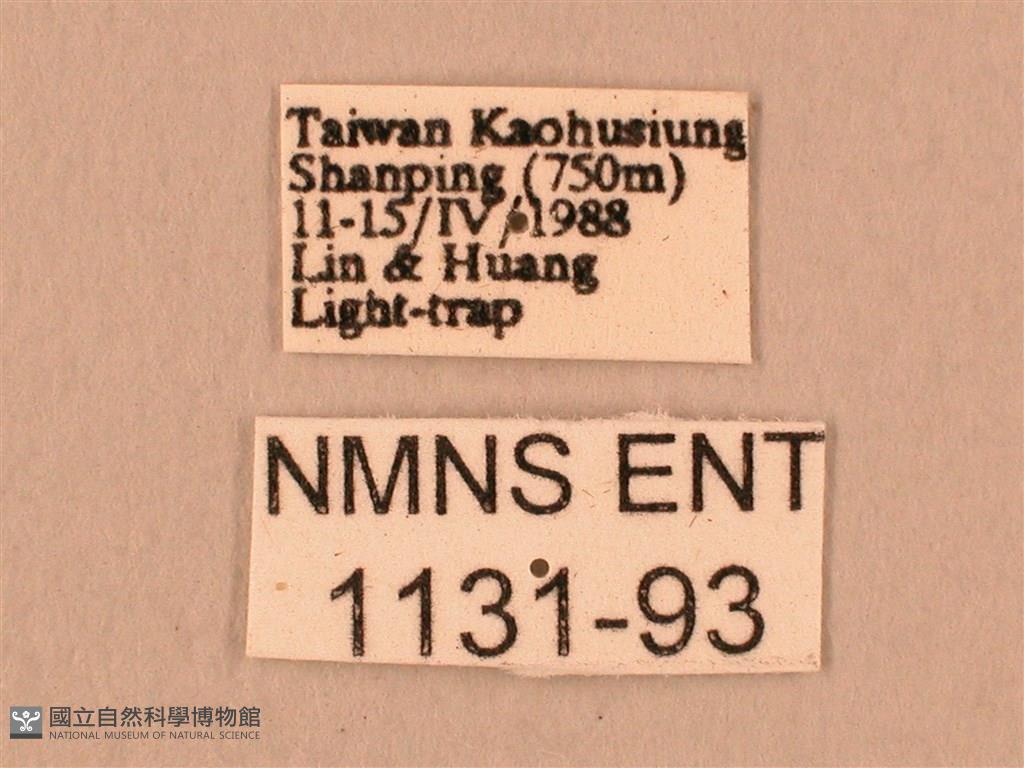 Taiwan Kaohusiung
Shanping (750m)
11-15/IV/1988
Lin & Huang
Light-trap
NMNS ENT
1131-93
國立自然科學博物館
NATIONAL MUSEUM OF NATURAL SCIENCE